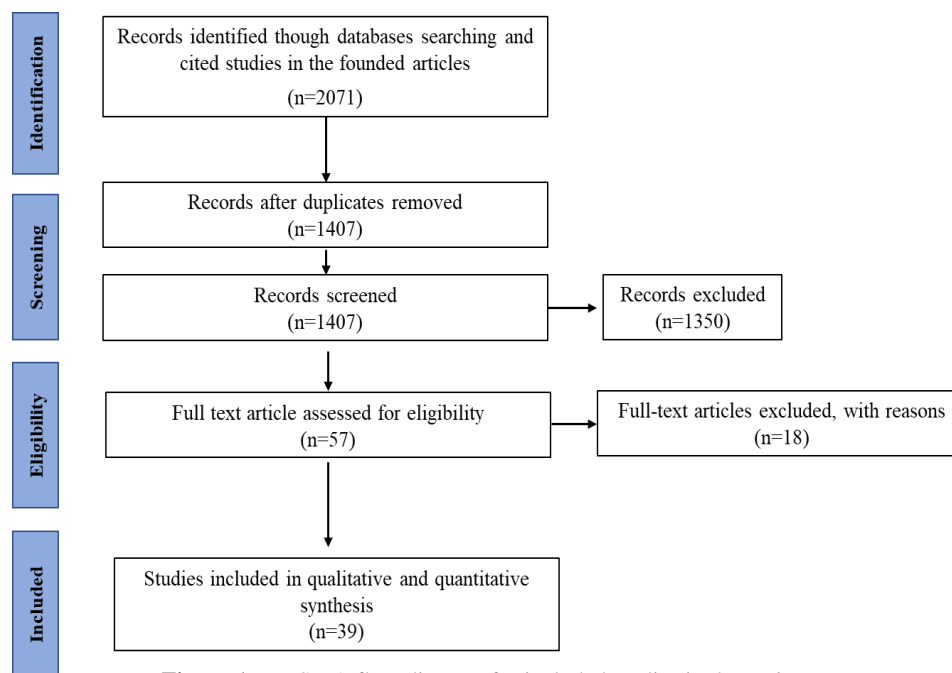 Identification
Records identified though databases searching and
cited studies in the founded articles
(n=2071)
Screening
Records after duplicates removed
(n=1407)
Records screened
(n=1407)
Records excluded
(n=1350)
Eligibility
Full text article assessed for eligibility
(n=57)
Full-text articles excluded, with reasons
(n=18)
Included
Studies included in qualitative and quantitative
synthesis
(n=39)